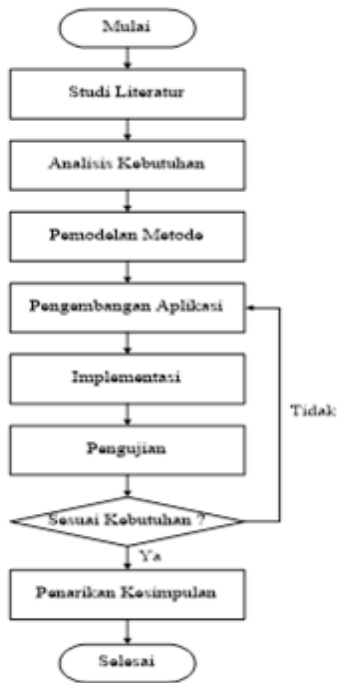 Mulai
Studi Literatur
Analisis Kebutuhan
Pemodelan Metode
Pengembangan Aplikasi
Implementasi
Pengujian
Tidak
Sesuai Kebutuhan ?
Ya
Penarikan Kesimpulan
Selesai